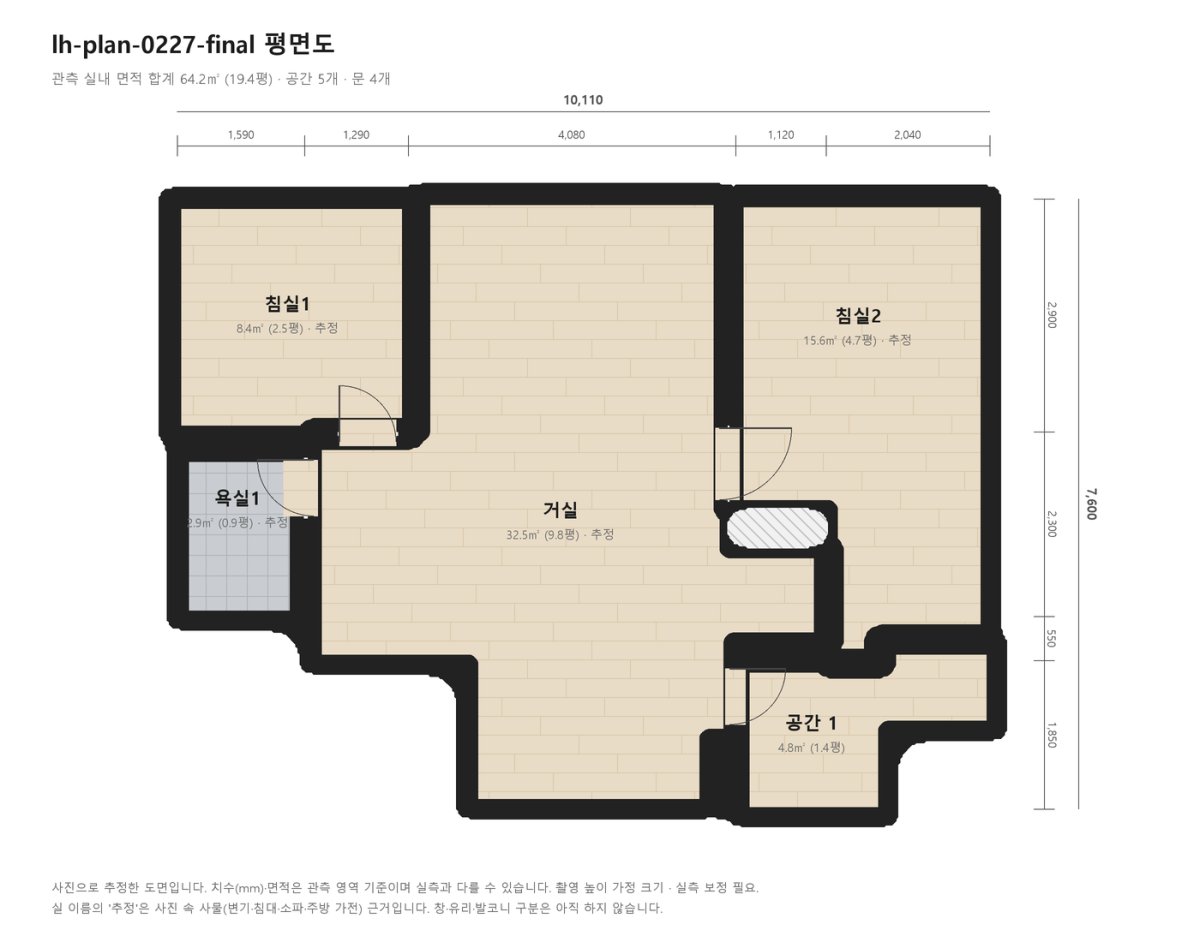 lh-plan-0227-final 평면도
관측 실내 면적 합계 64.2㎡ (19.4평) · 공간 5개 · 문 4개
10,110
1,590
1,290
4,080
1,120
2,040
침실1
8.4㎡ (2.5평) · 추정
침실2
15.6㎡ (4.7평) · 추정
2,900
욕실1
2.9㎡ (0.9평) · 추정
거실
32.5㎡ (9.8평) · 추정
2,300
7,600
550
공간 1
4.8㎡ (1.4평)
1,850
사진으로 추정한 도면입니다. 치수(mm)·면적은 관측 영역 기준이며 실측과 다를 수 있습니다. 촬영 높이 가정 크기 · 실측 보정 필요.
실 이름의 '추정'은 사진 속 사물(변기·침대·소파·주방 가전) 근거입니다. 창·유리·발코니 구분은 아직 하지 않습니다.